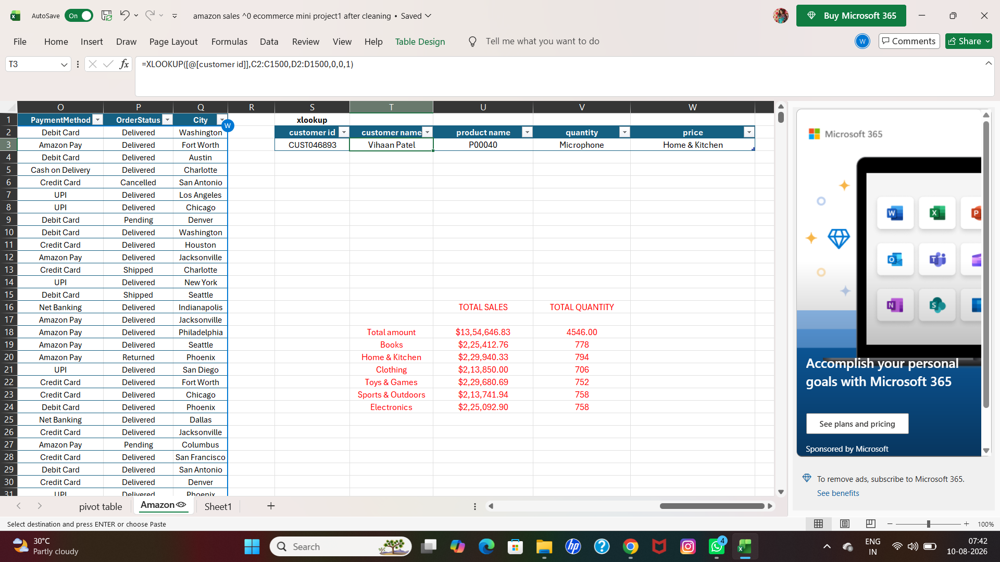 AutoSave On amazon sales ^0 ecommerce mini project1 after cleaning • Saved Buy Microsoft 365
File Home Insert Draw Page Layout Formulas Data Review View Help Table Design Tell me what you want to do W Comments Share
T3 fx =XLOOKUP([@[customer id]],C2:C1500,D2:D1500,0,0,1)
O P Q R S T U V W
1 PaymentMethod OrderStatus City xlookup
W
2 Debit Card Delivered Washington customer id customer name product name quantity price
3 Amazon Pay Delivered Fort Worth CUST046893 Vihaan Patel P00040 Microphone Home & Kitchen
4 Debit Card Delivered Austin
5 Cash on Delivery Delivered Charlotte
6 Credit Card Cancelled San Antonio
7 UPI Delivered Los Angeles
8 UPI Delivered Chicago
9 Debit Card Pending Denver
10 Debit Card Delivered Washington
11 Credit Card Delivered Houston
12 Amazon Pay Delivered Jacksonville
13 Credit Card Shipped Charlotte
14 UPI Delivered New York
15 Debit Card Shipped Seattle
16 Net Banking Delivered Indianapolis TOTAL SALES TOTAL QUANTITY
17 Amazon Pay Delivered Jacksonville
18 Amazon Pay Delivered Philadelphia Total amount $13,54,646.83 4546.00
19 Amazon Pay Delivered Seattle Books $2,25,412.76 778
20 Amazon Pay Returned Phoenix Home & Kitchen $2,29,940.33 794
21 UPI Delivered San Diego Clothing $2,13,850.00 706
22 Credit Card Delivered Fort Worth Toys & Games $2,29,680.69 752
23 Credit Card Delivered Chicago Sports & Outdoors $2,13,741.94 758
24 Debit Card Delivered Phoenix Electronics $2,25,092.90 758
25 Net Banking Delivered Dallas
26 Credit Card Delivered Jacksonville
27 Amazon Pay Pending Columbus
28 Credit Card Delivered San Francisco
29 Debit Card Delivered San Antonio
30 Credit Card Delivered Denver
31 UPI Delivered Phoenix
Microsoft 365
W X P
O T
N S
Accomplish your personal
goals with Microsoft 365
See plans and pricing
Sponsored by Microsoft
To remove ads, subscribe to Microsoft 365.
See benefits
pivot table Amazon Sheet1
Select destination and press ENTER or choose Paste 100%
30°C
Partly cloudy
Search
hp
?
4
ENG
IN
07:42
10-08-2026